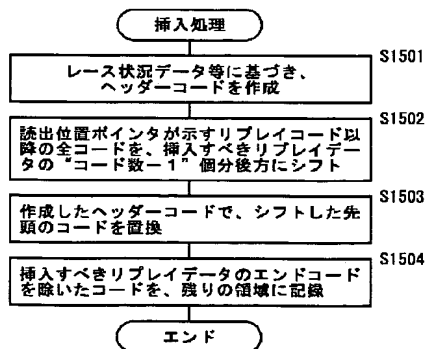 挿入処理
S1501
レース状況データ等に基づき、
ヘッダーコードを作成
S1502
読出位置ポインタが示すリプレイコード以
降の全コードを、挿入すべきリプレイデー
タの“コード数－1”個分後方にシフト
S1503
作成したヘッダーコードで、シフトした先
頭のコードを置換
S1504
挿入すべきリプレイデータのエンドコード
を除いたコードを、残りの領域に記録
エンド